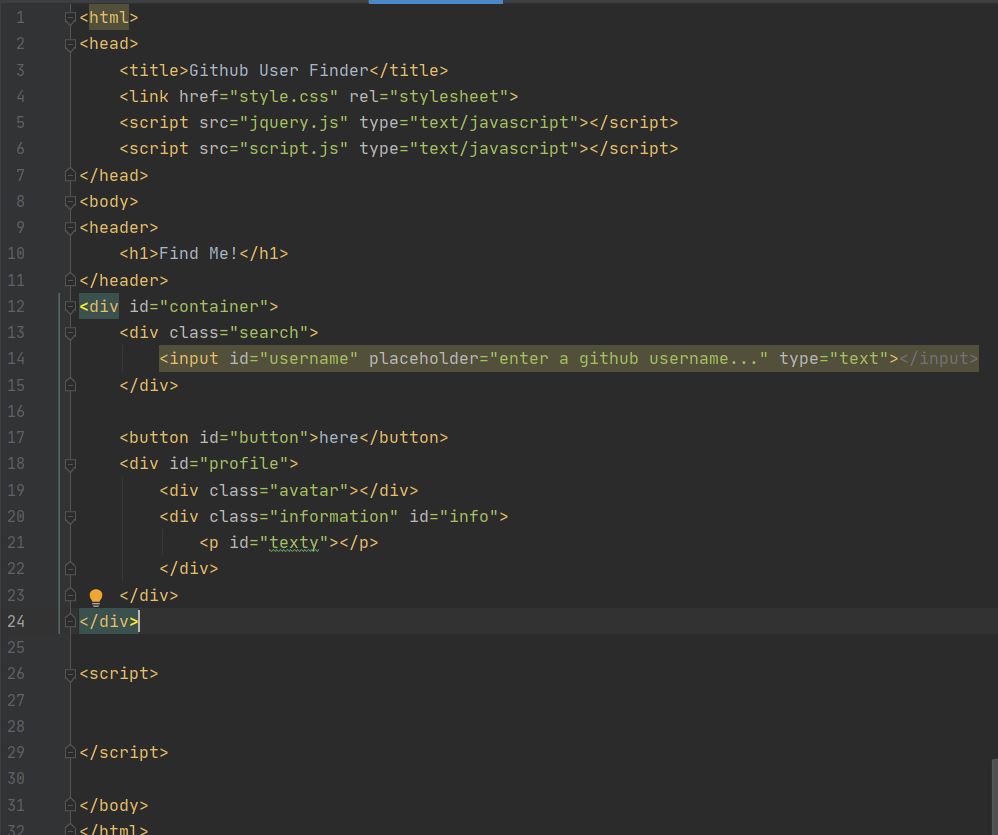 1 <html>
2 <head>
3     <title>Github User Finder</title>
4     <link href="style.css" rel="stylesheet">
5     <script src="jquery.js" type="text/javascript"></script>
6     <script src="script.js" type="text/javascript"></script>
7 </head>
8 <body>
9 <header>
10     <h1>Find Me!</h1>
11 </header>
12 <div id="container">
13     <div class="search">
14         <input id="username" placeholder="enter a github username..." type="text"></input>
15     </div>
16
17     <button id="button">here</button>
18     <div id="profile">
19         <div class="avatar"></div>
20         <div class="information" id="info">
21             <p id="texty"></p>
22         </div>
23     </div>
24 </div>
25
26 <script>
27
28
29 </script>
30
31 </body>
32 </html>